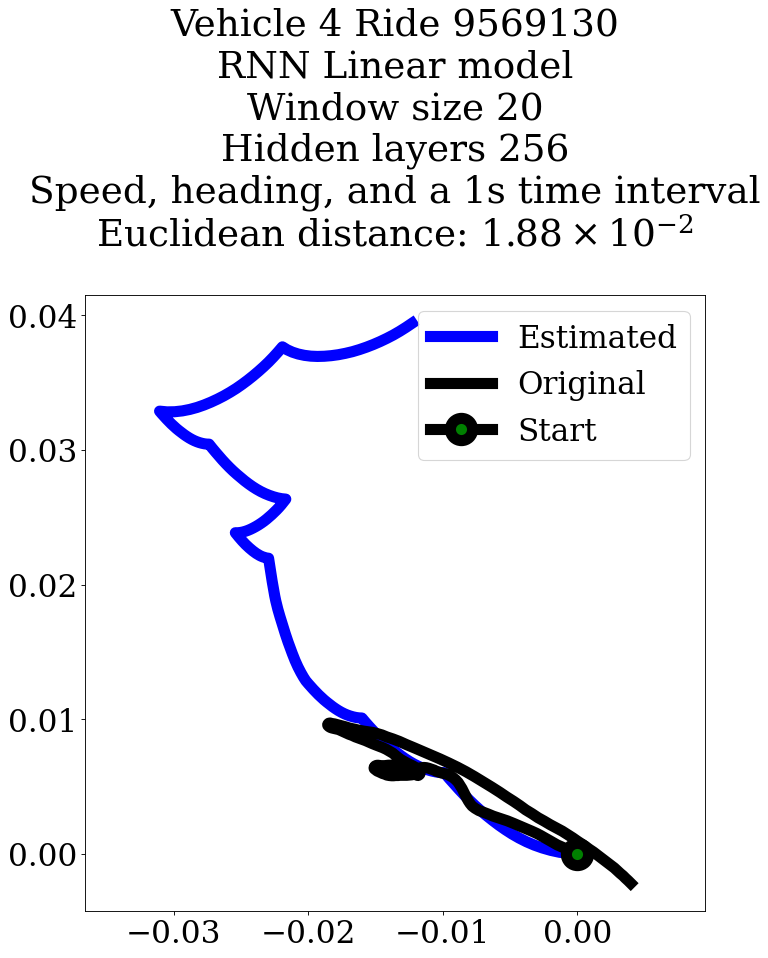 Vehicle 4 Ride 9569130
RNN Linear model
Window size 20
Hidden layers 256
Speed, heading, and a 1s time interval
Euclidean distance: 1.88 × 10⁻²
0.04
0.03
0.02
0.01
0.00
Estimated
Original
Start
−0.03 −0.02 −0.01 0.00